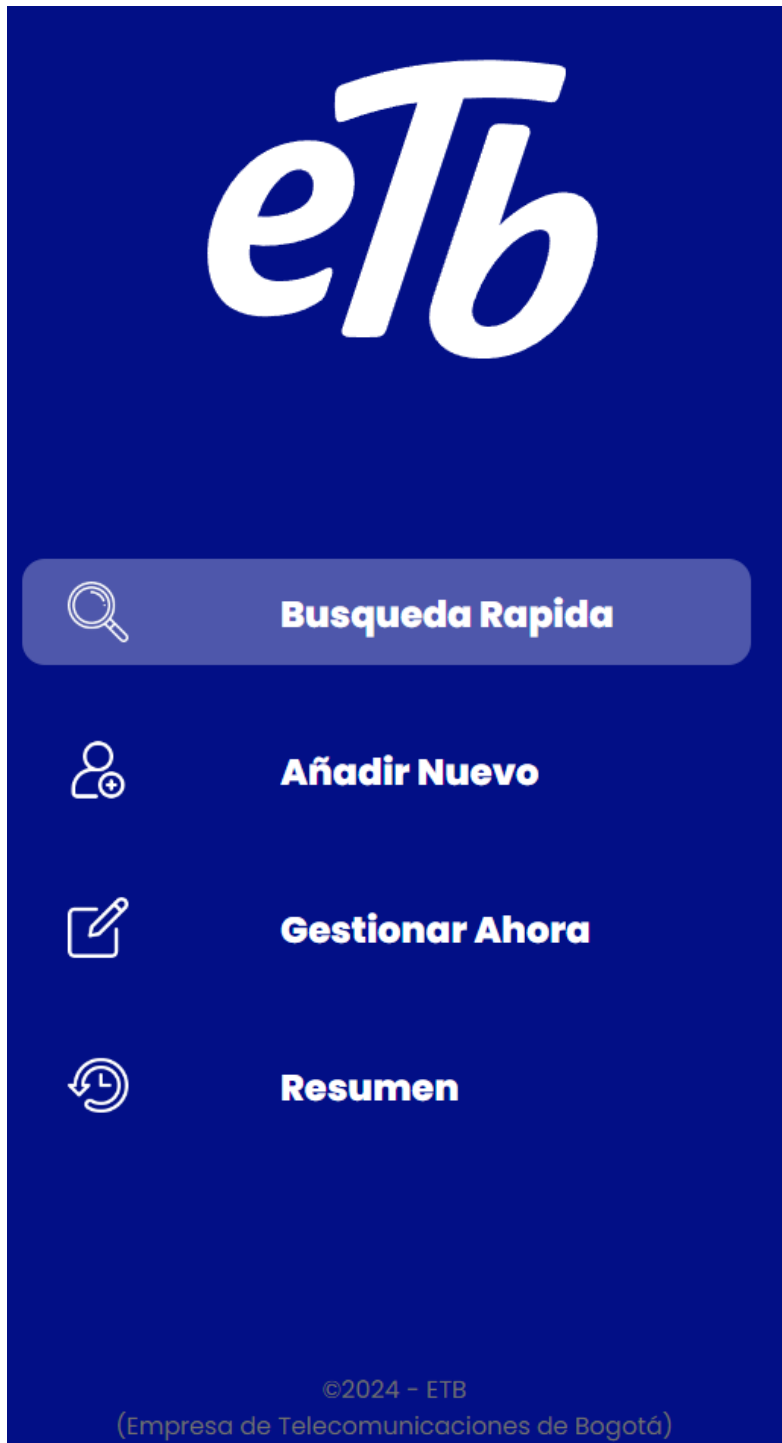 eTb
Busqueda Rapida
Añadir Nuevo
Gestionar Ahora
Resumen
©2024 - ETB
(Empresa de Telecomunicaciones de Bogotá)